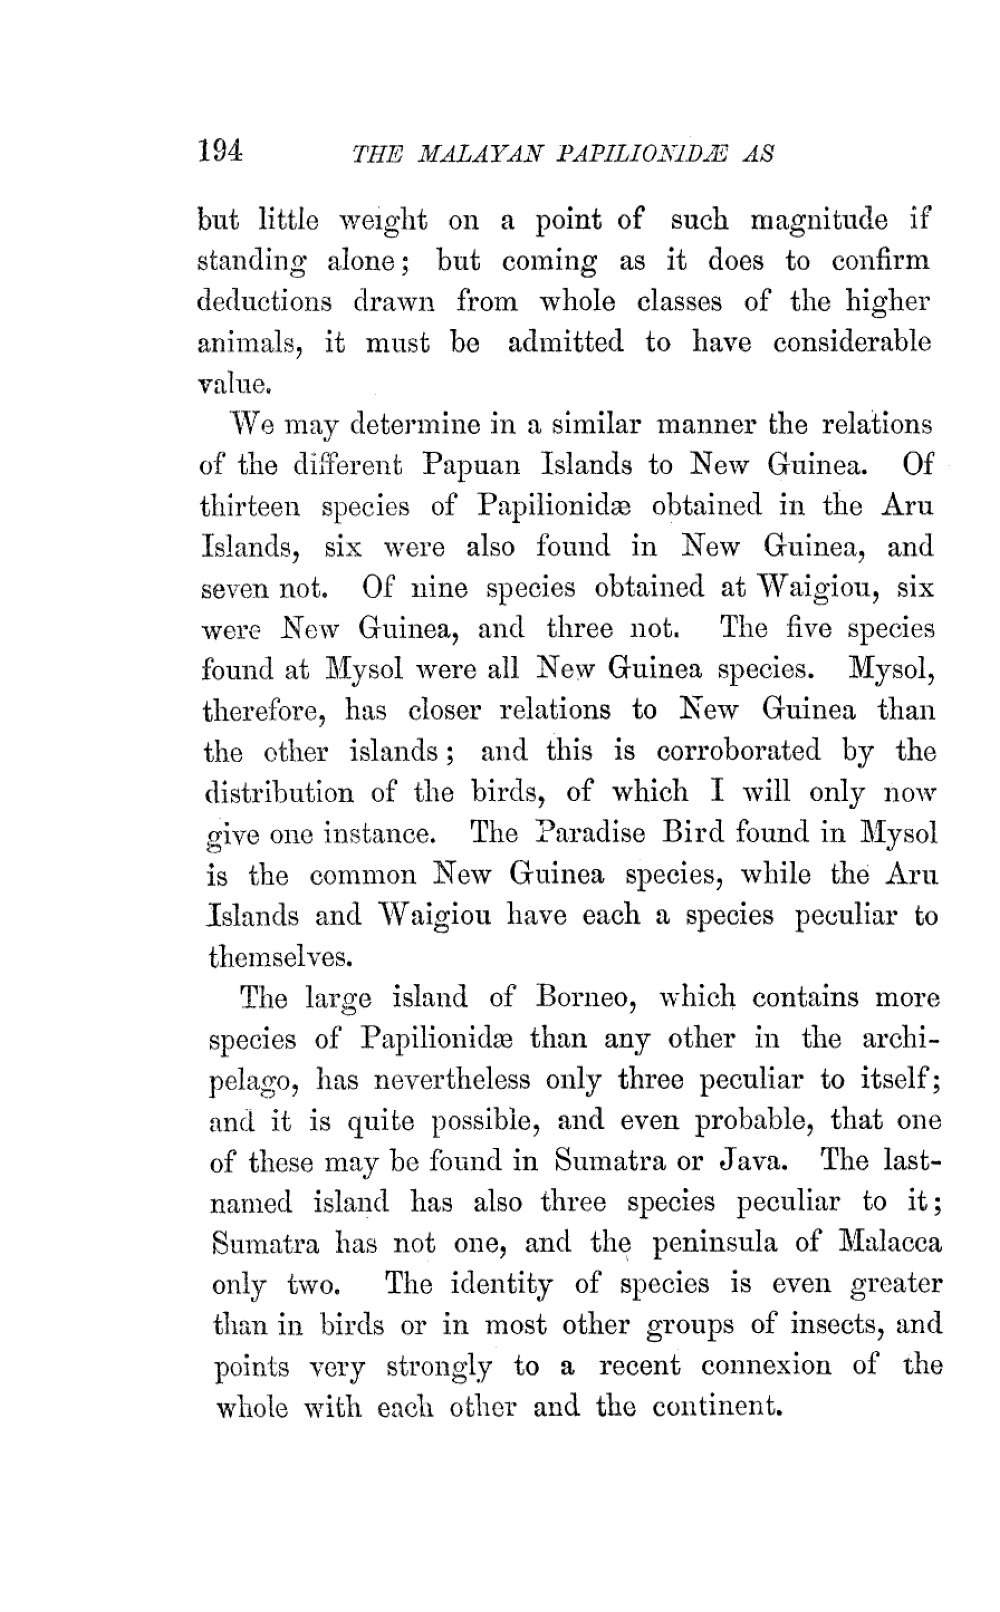 194 THE MALAYAN PAPILIONIDÆ AS
but little weight on a point of such magnitude if
standing alone; but coming as it does to confirm
deductions drawn from whole classes of the higher
animals, it must be admitted to have considerable
value.
We may determine in a similar manner the relations
of the different Papuan Islands to New Guinea. Of
thirteen species of Papilionidæ obtained in the Aru
Islands, six were also found in New Guinea, and
seven not. Of nine species obtained at Waigiou, six
were New Guinea, and three not. The five species
found at Mysol were all New Guinea species. Mysol,
therefore, has closer relations to New Guinea than
the other islands; and this is corroborated by the
distribution of the birds, of which I will only now
give one instance. The Paradise Bird found in Mysol
is the common New Guinea species, while the Aru
Islands and Waigiou have each a species peculiar to
themselves.
The large island of Borneo, which contains more
species of Papilionidæ than any other in the archi-
pelago, has nevertheless only three peculiar to itself;
and it is quite possible, and even probable, that one
of these may be found in Sumatra or Java. The last-
named island has also three species peculiar to it;
Sumatra has not one, and the peninsula of Malacca
only two. The identity of species is even greater
than in birds or in most other groups of insects, and
points very strongly to a recent connexion of the
whole with each other and the continent.